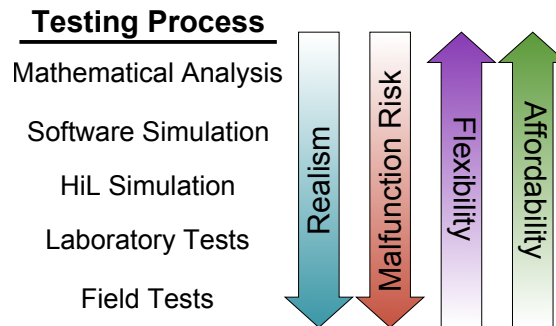 Testing Process
Mathematical Analysis
Software Simulation
HiL Simulation
Laboratory Tests
Field Tests
Realism
Malfunction Risk
Flexibility
Affordability